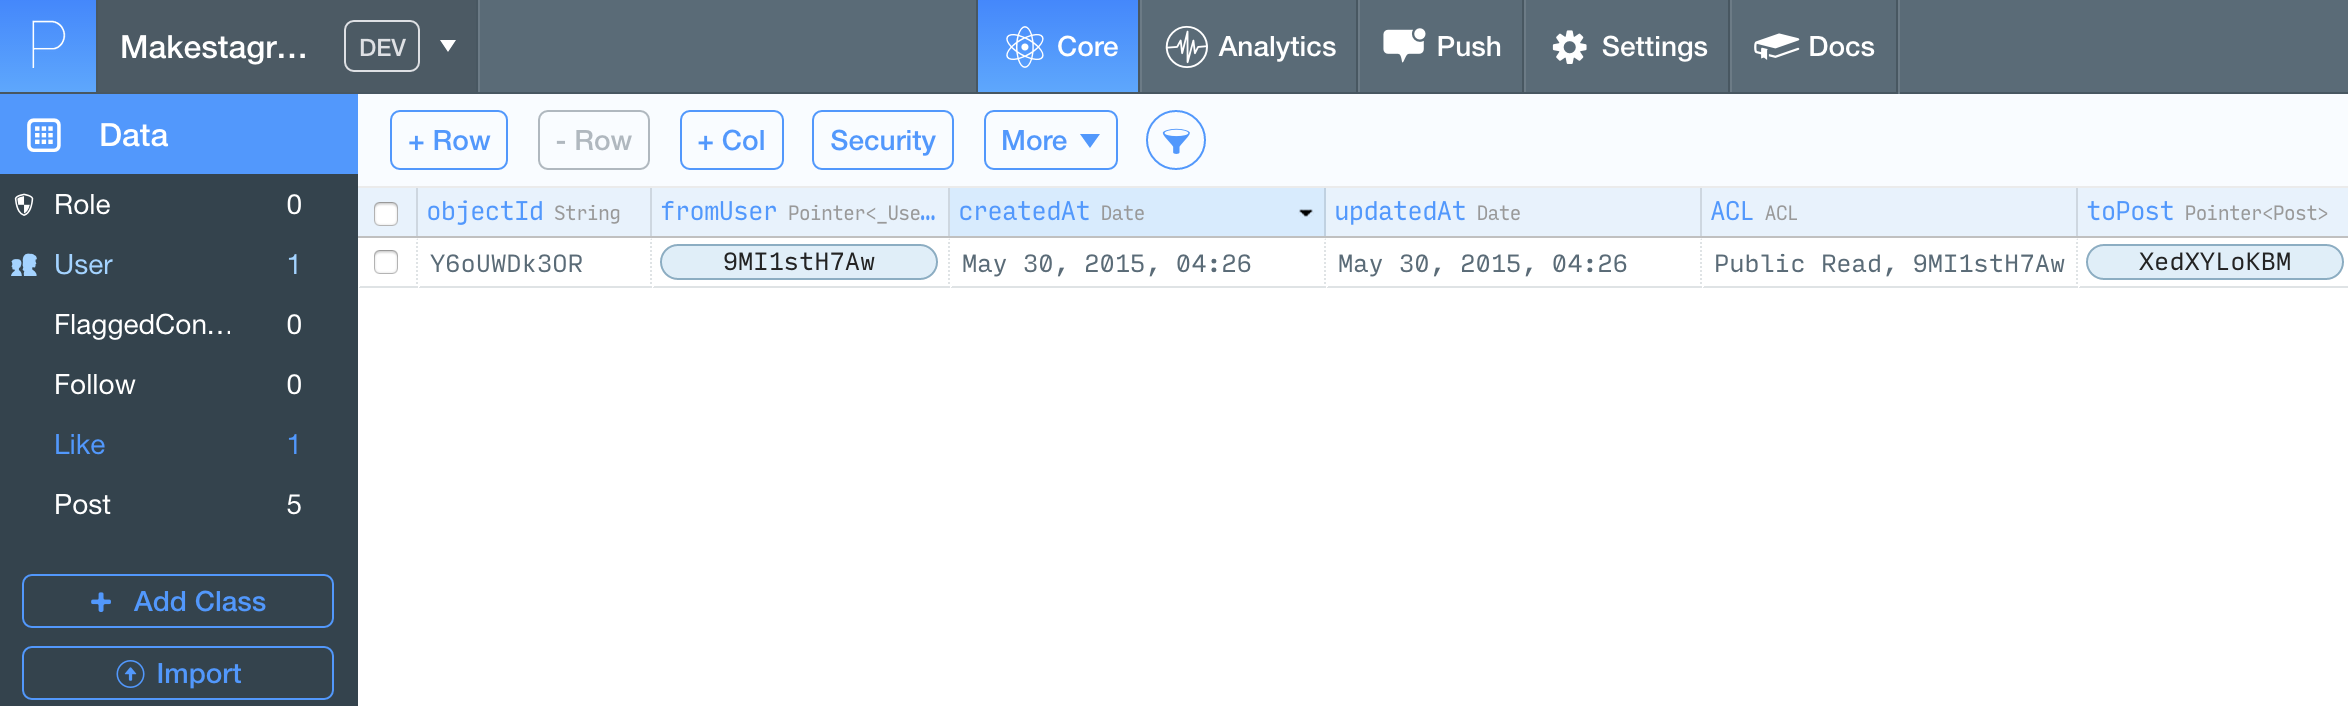 P Makestagr... DEV Core Analytics Push Settings Docs
Data
+ Row - Row + Col Security More
Role 0
User 1
FlaggedCon... 0
Follow 0
Like 1
Post 5
+ Add Class
Import
objectId String fromUser Pointer<_Use... createdAt Date updatedAt Date ACL ACL toPost Pointer<Post>
Y6oUWDk3OR 9MI1stH7Aw May 30, 2015, 04:26 May 30, 2015, 04:26 Public Read, 9MI1stH7Aw XedXYLoKBM